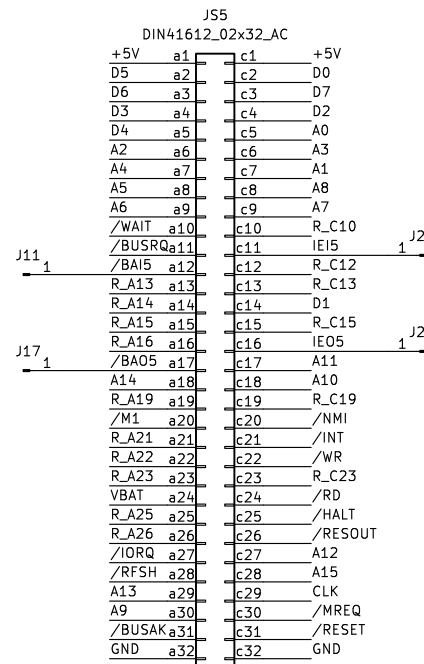 JS5
DIN41612_02x32_AC
+5V a1 c1 +5V
D5 a2 c2 D0
D6 a3 c3 D7
D3 a4 c4 D2
D4 a5 c5 A0
A2 a6 c6 A3
A4 a7 c7 A1
A5 a8 c8 A8
A6 a9 c9 A7
/WAIT a10 c10 R_C10
/BUSRQ a11 c11 IEI5 1 J2
J11 1 /BAI5 a12 c12 R_C12
R_A13 a13 c13 R_C13
R_A14 a14 c14 D1
R_A15 a15 c15 R_C15
R_A16 a16 c16 IEO5 1 J2
J17 1 /BAO5 a17 c17 A11
A14 a18 c18 A10
R_A19 a19 c19 R_C19
/M1 a20 c20 /NMI
R_A21 a21 c21 /INT
R_A22 a22 c22 /WR
R_A23 a23 c23 R_C23
VBAT a24 c24 /RD
R_A25 a25 c25 /HALT
R_A26 a26 c26 /RESOUT
/IORQ a27 c27 A12
/RFSH a28 c28 A15
A13 a29 c29 CLK
A9 a30 c30 /MREQ
/BUSAK a31 c31 /RESET
GND a32 c32 GND